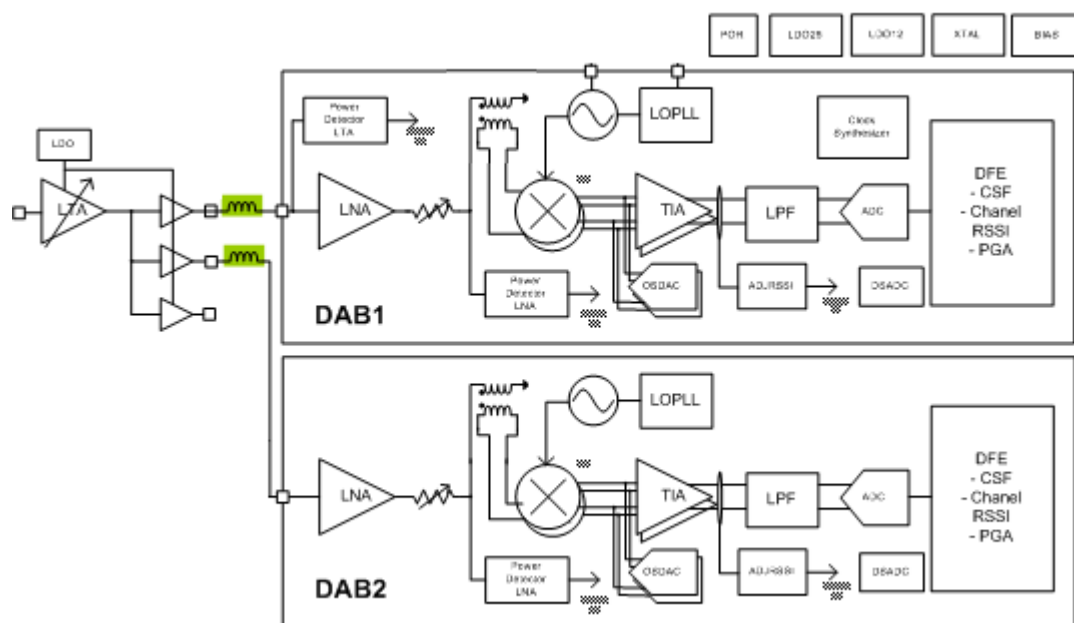 POR
LDO25
LDO12
XTAL
BIAS
Power
Detector
LTA
LOPLL
Clock
Synthesizer
LDO
LTA
LNA
TIA
LPF
ADC
DFE
- CSF
- Chanel
RSSI
- PGA
Power
Detector
LNA
OSDAC
ADJRSSI
DSADC
DAB1
LOPLL
LNA
TIA
LPF
ADC
DFE
- CSF
- Chanel
RSSI
- PGA
Power
Detector
LNA
OSDAC
ADJRSSI
DSADC
DAB2